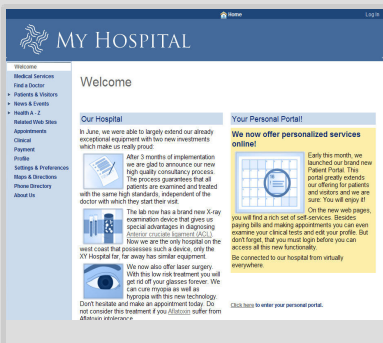 Home
Log In
MY HOSPITAL
Welcome
Medical Services
Find a Doctor
Patients & Visitors
News & Events
Health A - Z
Related Web Sites
Appointments
Clinical
Payment
Profile
Settings & Preferences
Maps & Directions
Phone Directory
About Us
Welcome
Our Hospital
In June, we were able to largely extend our already
exceptional equipment with two new investments
which make us really proud:
After 3 months of implementation
we are glad to announce our new
high quality consultancy process.
The process guarantees that all
patients are examined and treated
with the same high standards, independent of the
doctor with which they start their visit.
The lab now has a brand new X-ray
examination device that gives us
special advantages in diagnosing
Anterior cruciate ligament (ACL).
Now we are the only hospital on the
west coast that possesses such a device, only the
XY Hospital far, far away has similar equipment.
We now also offer laser surgery.
With this low risk treatment you will
get rid off your glasses forever. We
can cure myopia as well as
hypropia with this new technology.
Don't hesitate and make an appointment today. Do
not consider this treatment if you Aflatoxin suffer from
Aflatoxin intolerance
Your Personal Portal!
We now offer personalized services
online!
Early this month, we
launched our brand new
Patient Portal. This
portal greatly extends
our offering for patients
and visitors and we are
sure: You will enjoy it!
On the new web pages,
you will find a rich set of self-services. Besides
paying bills and making appointments you can even
examine your clinical tests and edit your profile. But
don't forget, that you must login before you can
access all this new functionality.
Be connected to our hospital from virtually
everywhere.
Click here to enter your personal portal.